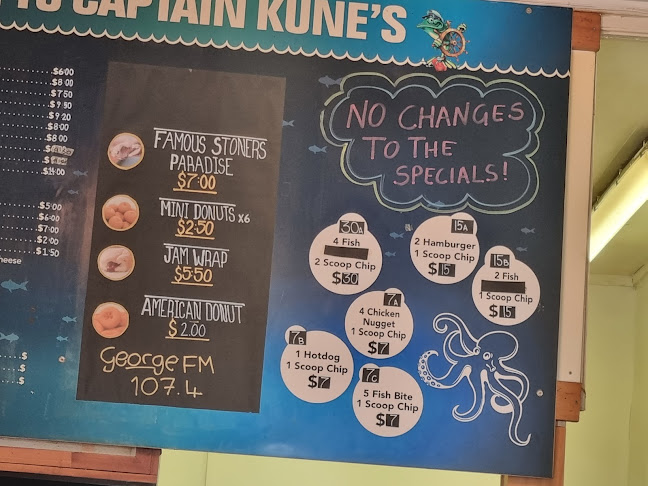 TO CAPTAIN KUNE'S
$6.00
$8.00
$7.50
$9.50
$9.20
$8.00
$8.00
$11.00
$5.00
$6.00
$7.00
$2.00
$1.50
cheese
$
$
$
FAMOUS STONERS
PARADISE
$7.00
MINI DONUTS x6
$2.50
JAM WRAP
$5.50
AMERICAN DONUT
$2.00
George FM
107.4
NO CHANGES
TO THE
SPECIALS!
30A
4 Fish
2 Scoop Chip
$30
15A
2 Hamburger
1 Scoop Chip
$15
15B
2 Fish
1 Scoop Chip
$15
7A
4 Chicken
Nugget
1 Scoop Chip
$7
7B
1 Hotdog
1 Scoop Chip
$7
7C
5 Fish Bite
1 Scoop Chip
$7